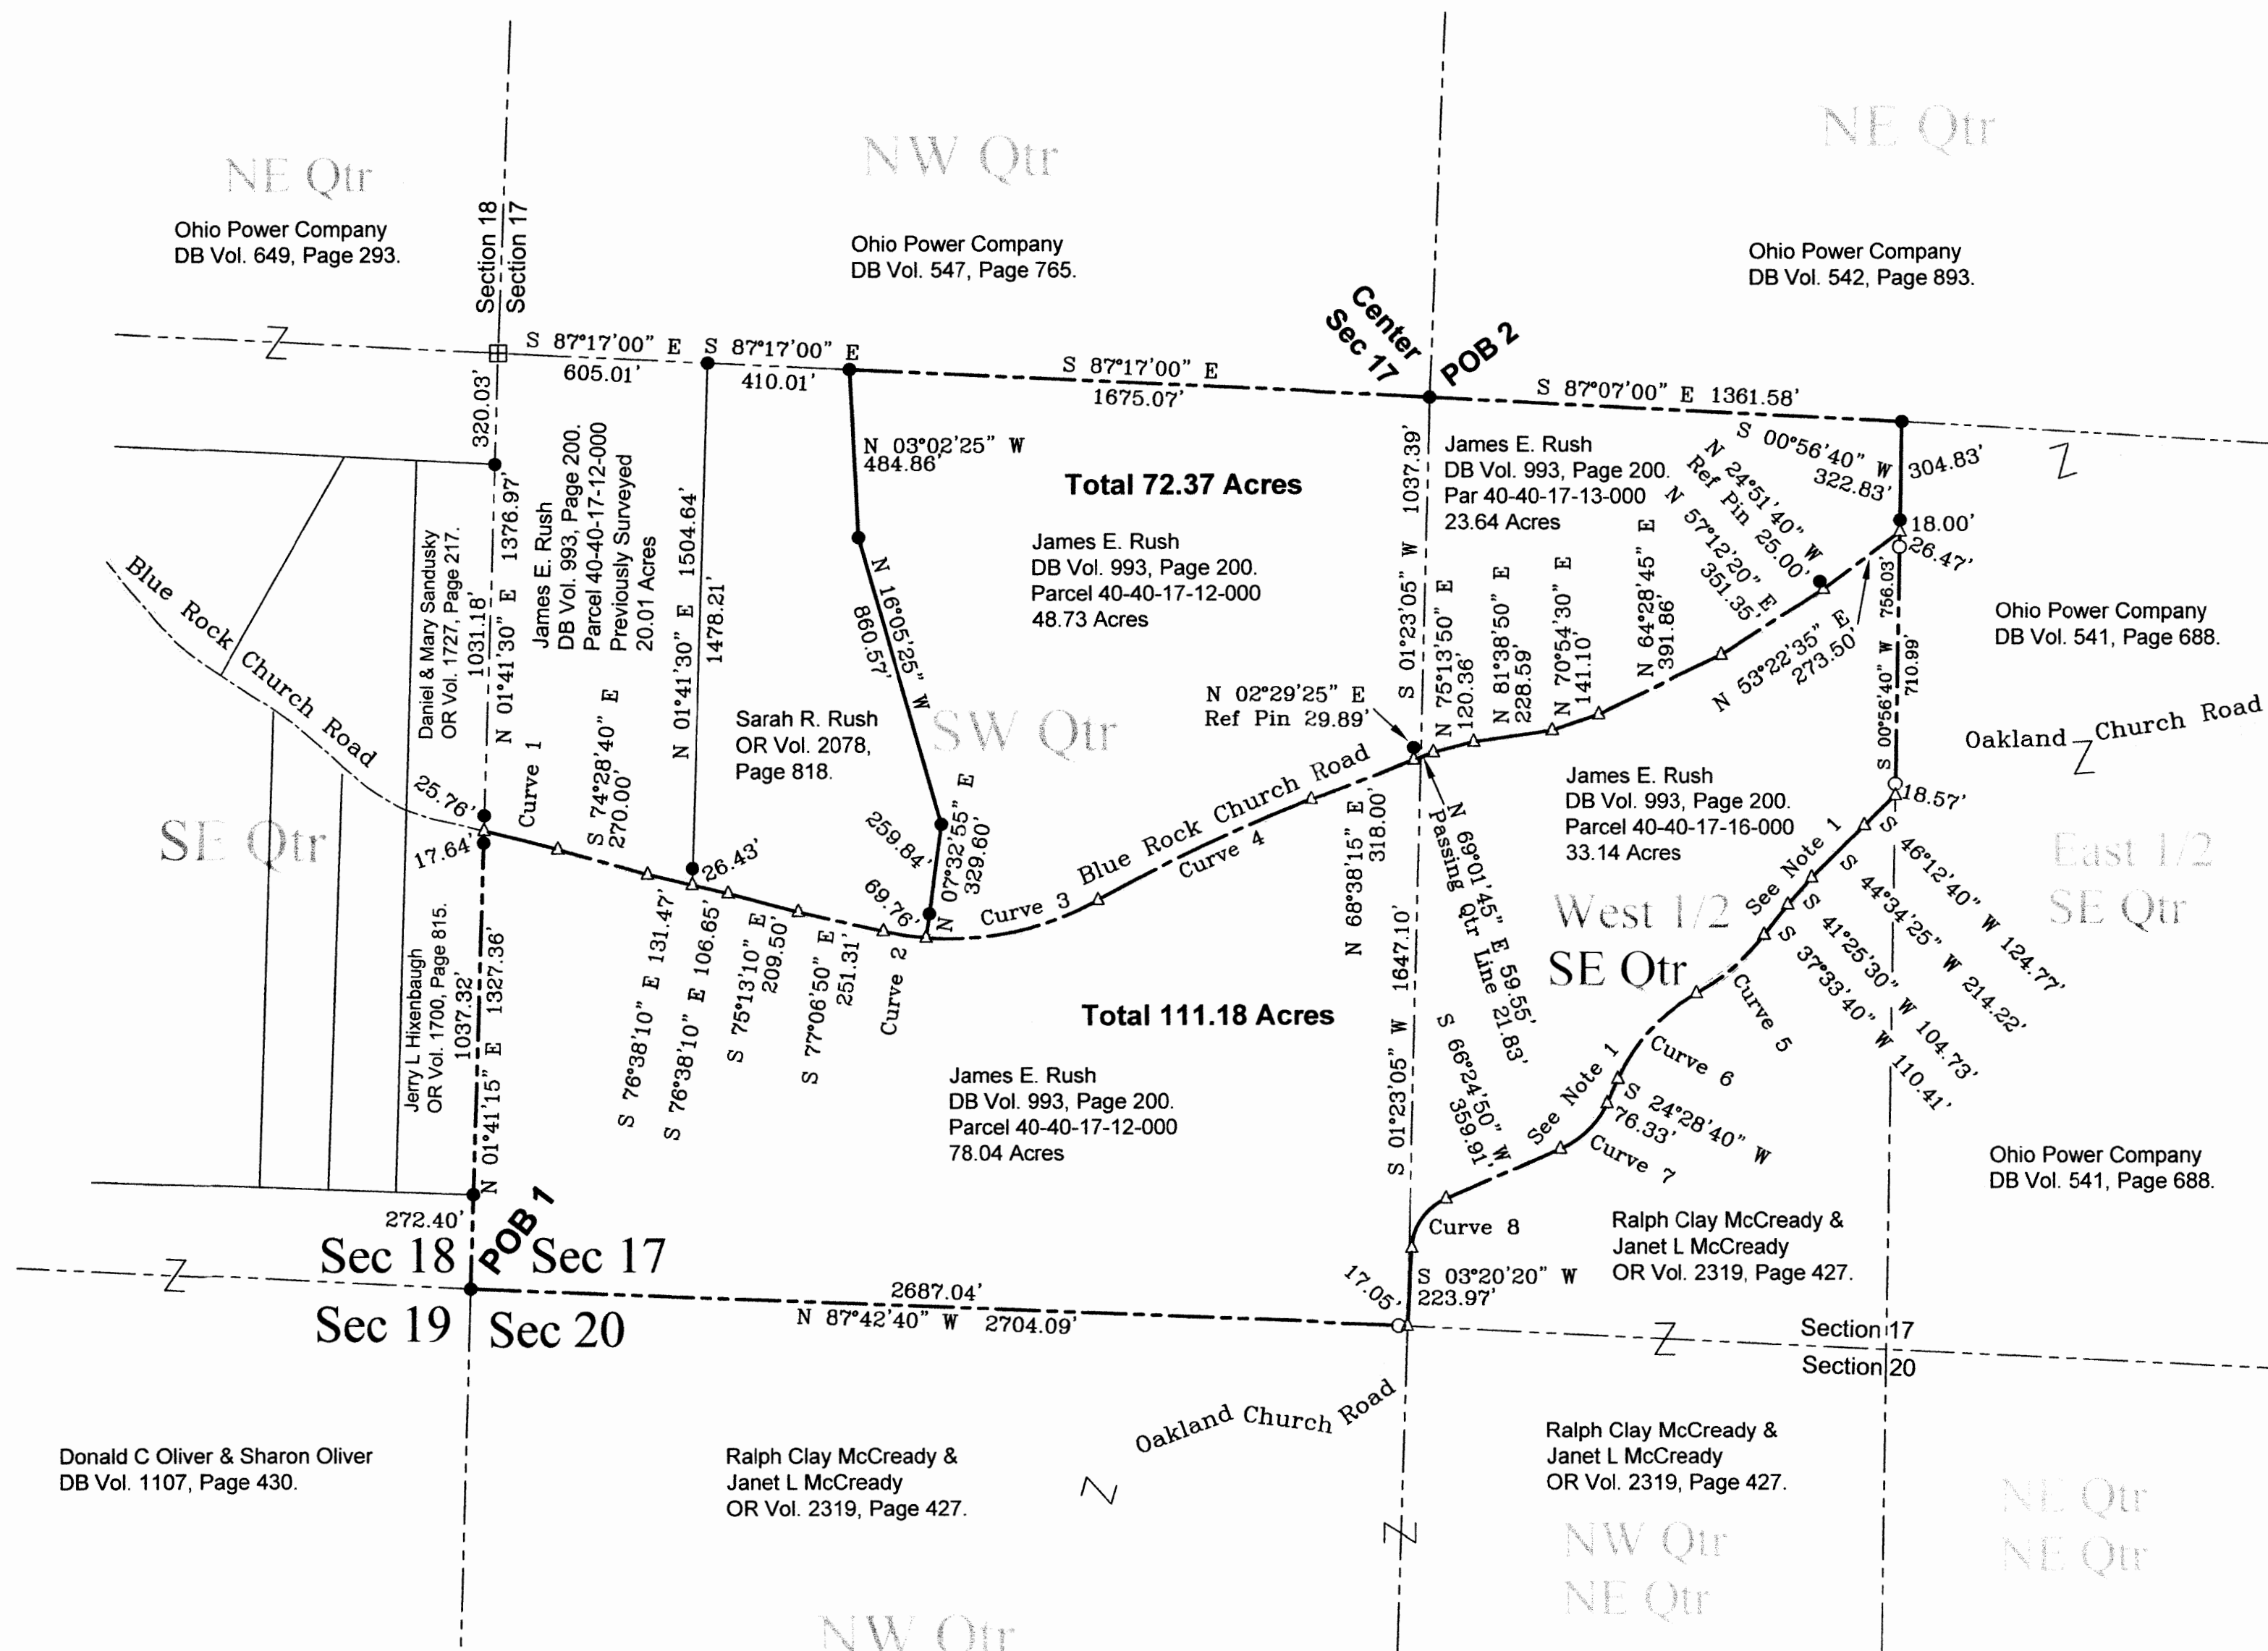 NE Qtr
NW Qtr
NE Qtr
Ohio Power Company
DB Vol. 649, Page 293.
Section 18
Section 17
Ohio Power Company
DB Vol. 547, Page 765.
Ohio Power Company
DB Vol. 542, Page 893.
Center
Sec 17
POB 2
S 87°17'00" E
605.01'
S 87°17'00" E
410.01'
S 87°17'00" E
1675.07'
S 87°07'00" E 1361.58'
320.03'
N 03°02'25" W
484.86'
Total 72.37 Acres
James E. Rush
DB Vol. 993, Page 200.
Parcel 40-40-17-12-000
48.73 Acres
1037.39'
S 01°23'05" W
James E. Rush
DB Vol. 993, Page 200.
Par 40-40-17-13-000
23.64 Acres
S 00°56'40" W
322.83'
304.83'
N 24°51'40" W
Ref Pin 25.00'
N 57°12'20" E
351.35'
18.00'
26.47'
N 53°22'35" E
273.50'
S 00°56'40" W 756.03'
710.99'
Ohio Power Company
DB Vol. 541, Page 688.
Oakland Church Road
Blue Rock Church Road
Daniel & Mary Sandusky
OR Vol. 1727, Page 217.
1031.18'
N 01°41'30" E 1376.97'
James E. Rush
DB Vol. 993, Page 200.
Parcel 40-40-17-12-000
Previously Surveyed
20.01 Acres
N 01°41'30" E 1504.64'
1478.21'
N 16°05'25" W
860.57'
Sarah R. Rush
OR Vol. 2078,
Page 818.
SW Qtr
N 02°29'25" E
Ref Pin 29.89'
N 75°13'50" E
120.36'
N 81°38'50" E
228.59'
N 70°54'30" E
141.10'
N 64°28'45" E
391.86'
25.76'
17.64'
Curve 1
S 74°28'40" E
270.00'
26.43'
259.84'
69.76'
N 07°32'55" E
329.60'
Curve 3
Blue Rock Church Road
Curve 4
N 68°38'15" E
318.00'
N 69°01'45" E 59.55'
Passing Qtr Line 21.83'
James E. Rush
DB Vol. 993, Page 200.
Parcel 40-40-17-16-000
33.14 Acres
18.57'
See Note 1
S 46°12'40" W 124.77'
S 44°34'25" W 214.22'
S 41°25'30" W 104.73'
S 37°33'40" W 110.41'
SE Qtr
West 1/2
SE Qtr
East 1/2
SE Qtr
Jerry L Hixenbaugh
OR Vol. 1700, Page 815.
1037.32'
N 01°41'15" E 1327.36'
S 76°38'10" E 131.47'
S 76°38'10" E 106.65'
S 75°13'10" E
209.50'
S 77°06'50" E
251.31'
Curve 2
Total 111.18 Acres
James E. Rush
DB Vol. 993, Page 200.
Parcel 40-40-17-12-000
78.04 Acres
S 01°23'05" W 1647.10'
S 66°24'50" W
359.91'
Curve 5
Curve 6
See Note 1
S 24°28'40" W
76.33'
Curve 7
Curve 8
Ohio Power Company
DB Vol. 541, Page 688.
Ralph Clay McCready &
Janet L McCready
OR Vol. 2319, Page 427.
272.40'
POB 1
Sec 18
Sec 17
Sec 19
Sec 20
2687.04'
N 87°42'40" W 2704.09'
17.05'
S 03°20'20" W
223.97'
Section 17
Section 20
Oakland Church Road
Donald C Oliver & Sharon Oliver
DB Vol. 1107, Page 430.
Ralph Clay McCready &
Janet L McCready
OR Vol. 2319, Page 427.
Ralph Clay McCready &
Janet L McCready
OR Vol. 2319, Page 427.
NW Qtr
NE Qtr
NE Qtr
NE Qtr
NW Qtr